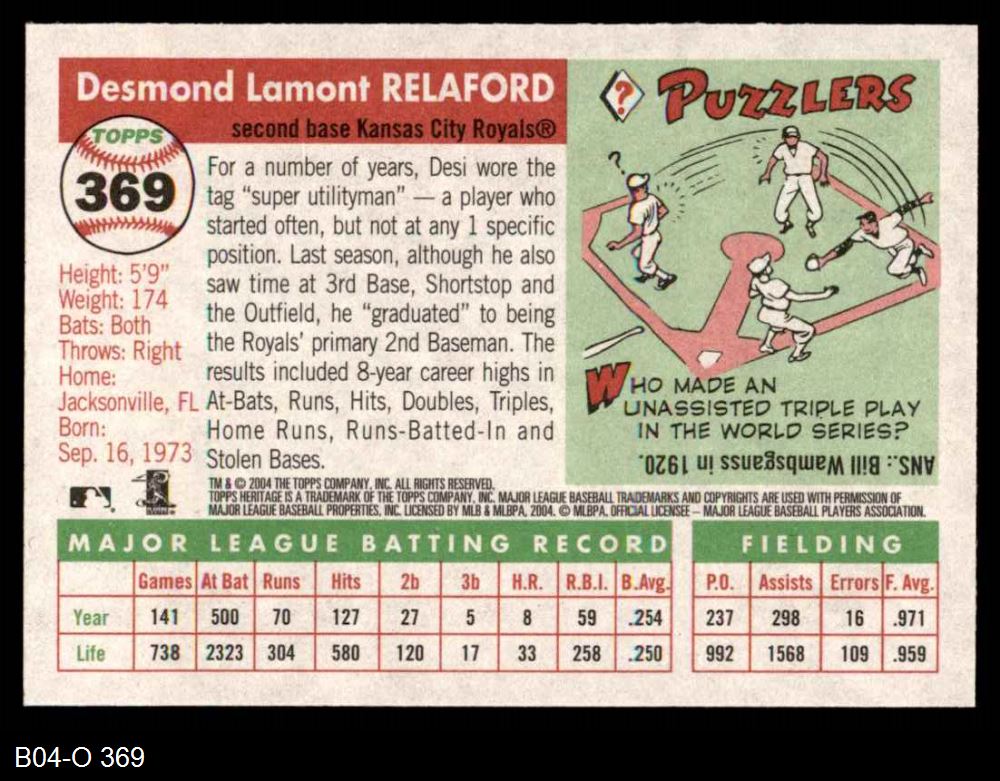 Desmond Lamont RELAFORD
second base Kansas City Royals®
TOPPS
369
Height: 5'9"
Weight: 174
Bats: Both
Throws: Right
Home:
Jacksonville, FL
Born:
Sep. 16, 1973
For a number of years, Desi wore the
tag "super utilityman" — a player who
started often, but not at any 1 specific
position. Last season, although he also
saw time at 3rd Base, Shortstop and
the Outfield, he "graduated" to being
the Royals' primary 2nd Baseman. The
results included 8-year career highs in
At-Bats, Runs, Hits, Doubles, Triples,
Home Runs, Runs-Batted-In and
Stolen Bases.
? PUZZLERS
?
WHO MADE AN
UNASSISTED TRIPLE PLAY
IN THE WORLD SERIES?
ANS.: Bill Wambsganss in 1920.
TM & © 2004 THE TOPPS COMPANY, INC. ALL RIGHTS RESERVED.
TOPPS HERITAGE IS A TRADEMARK OF THE TOPPS COMPANY, INC. MAJOR LEAGUE BASEBALL TRADEMARKS AND COPYRIGHTS ARE USED WITH PERMISSION OF
MAJOR LEAGUE BASEBALL PROPERTIES, INC. LICENSED BY MLB & MLBPA, 2004. © MLBPA. OFFICIAL LICENSEE – MAJOR LEAGUE BASEBALL PLAYERS ASSOCIATION.
MAJOR LEAGUE BATTING RECORD FIELDING
Games At Bat Runs Hits 2b 3b H.R. R.B.I. B.Avg. P.O. Assists Errors F. Avg.
Year 141 500 70 127 27 5 8 59 .254 237 298 16 .971
Life 738 2323 304 580 120 17 33 258 .250 992 1568 109 .959
B04-O 369